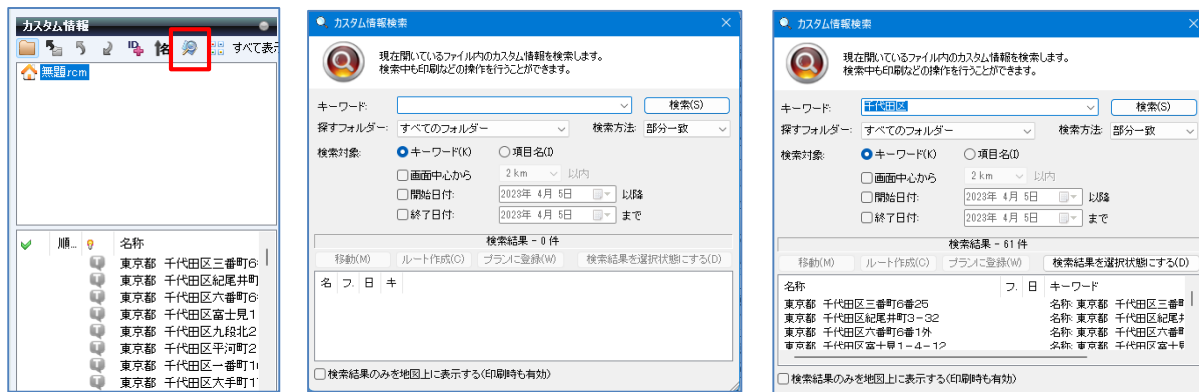 カスタム情報
すべて表
無題rcm
順... 名称
東京都 千代田区三番町6
東京都 千代田区紀尾井町
東京都 千代田区六番町6
東京都 千代田区富士見1
東京都 千代田区九段北2
東京都 千代田区平河町2
東京都 千代田区一番町1
東京都 千代田区大手町1
カスタム情報検索
現在開いているファイル内のカスタム情報を検索します。
検索中も印刷などの操作を行うことができます。
キーワード: 検索(S)
探すフォルダー: すべてのフォルダー 検索方法: 部分一致
検索対象: キーワード(K) 項目名(I)
画面中心から 2 km 以内
開始日付: 2023年 4月 5日 以降
終了日付: 2023年 4月 5日 まで
検索結果 - 0 件
移動(M) ルート作成(C) プランに登録(W) 検索結果を選択状態にする(D)
名 フ. 日 キ
検索結果のみを地図上に表示する(印刷時も有効)
カスタム情報検索
現在開いているファイル内のカスタム情報を検索します。
検索中も印刷などの操作を行うことができます。
キーワード: 千代田区 検索(S)
探すフォルダー: すべてのフォルダー 検索方法: 部分一致
検索対象: キーワード(K) 項目名(I)
画面中心から 2 km 以内
開始日付: 2023年 4月 5日 以降
終了日付: 2023年 4月 5日 まで
検索結果 - 61 件
移動(M) ルート作成(C) プランに登録(W) 検索結果を選択状態にする(D)
名称 フ. 日 キーワード
東京都 千代田区三番町6番25 名称: 東京都 千代田区三番
東京都 千代田区紀尾井町3-32 名称: 東京都 千代田区紀尾
東京都 千代田区六番町6番1外 名称: 東京都 千代田区六番
東京都 千代田区富士見1-4-12 名称: 東京都 千代田区富士
検索結果のみを地図上に表示する(印刷時も有効)